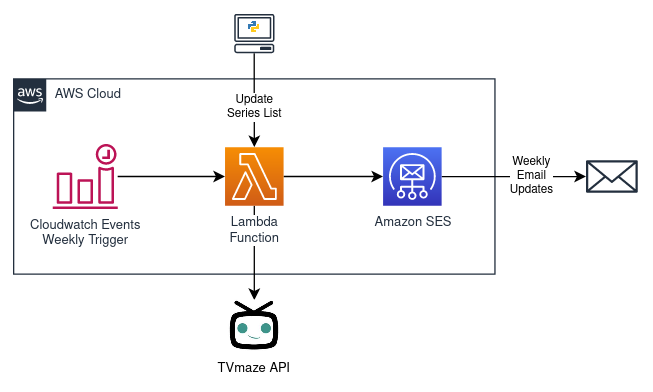 aws
AWS Cloud
Update
Series List
Cloudwatch Events
Weekly Trigger
Lambda
Function
Amazon SES
Weekly
Email
Updates
TVmaze API